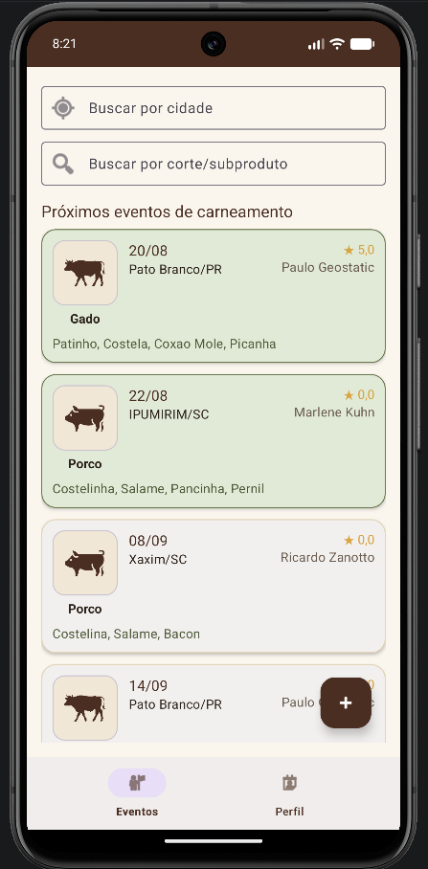 8:21
Buscar por cidade
Buscar por corte/subproduto
Próximos eventos de carneamento
20/08 ★ 5,0
Pato Branco/PR Paulo Geostatic
Gado
Patinho, Costela, Coxao Mole, Picanha
22/08 ★ 0,0
IPUMIRIM/SC Marlene Kuhn
Porco
Costelinha, Salame, Pancinha, Pernil
08/09 ★ 0,0
Xaxim/SC Ricardo Zanotto
Porco
Costelina, Salame, Bacon
14/09
Pato Branco/PR Paulo
+
Eventos Perfil